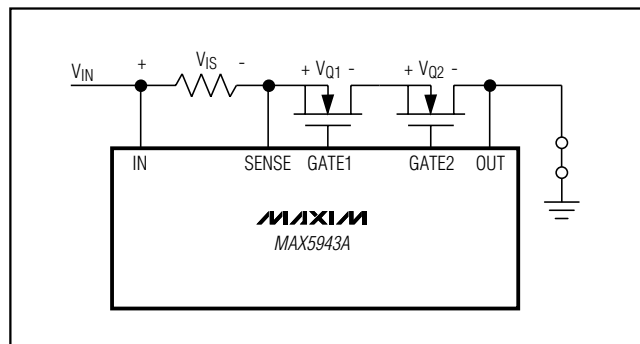 + VIS -
+ VQ1 -
+ VQ2 -
VIN
IN
SENSE
GATE1
GATE2
OUT
MAXIM
MAX5943A